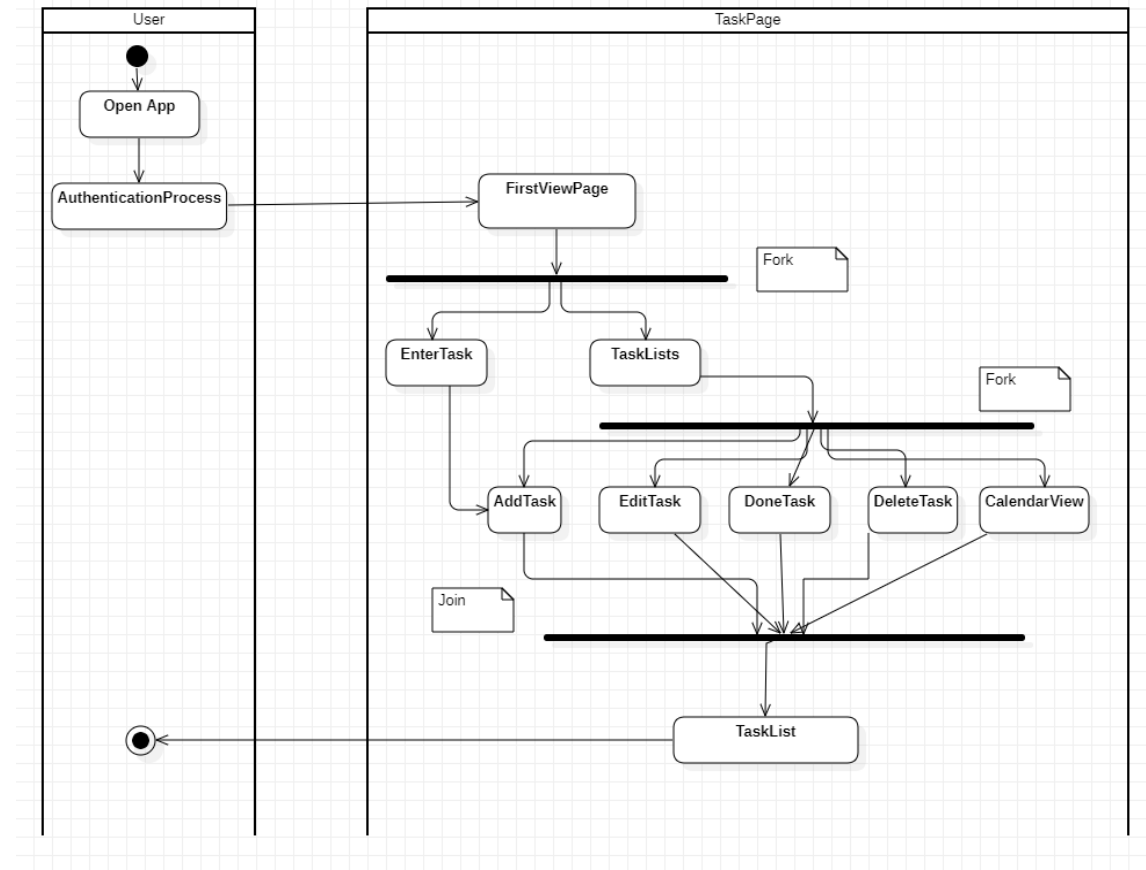 User
TaskPage
Open App
AuthenticationProcess
FirstViewPage
Fork
EnterTask
TaskLists
Fork
AddTask
EditTask
DoneTask
DeleteTask
CalendarView
Join
TaskList